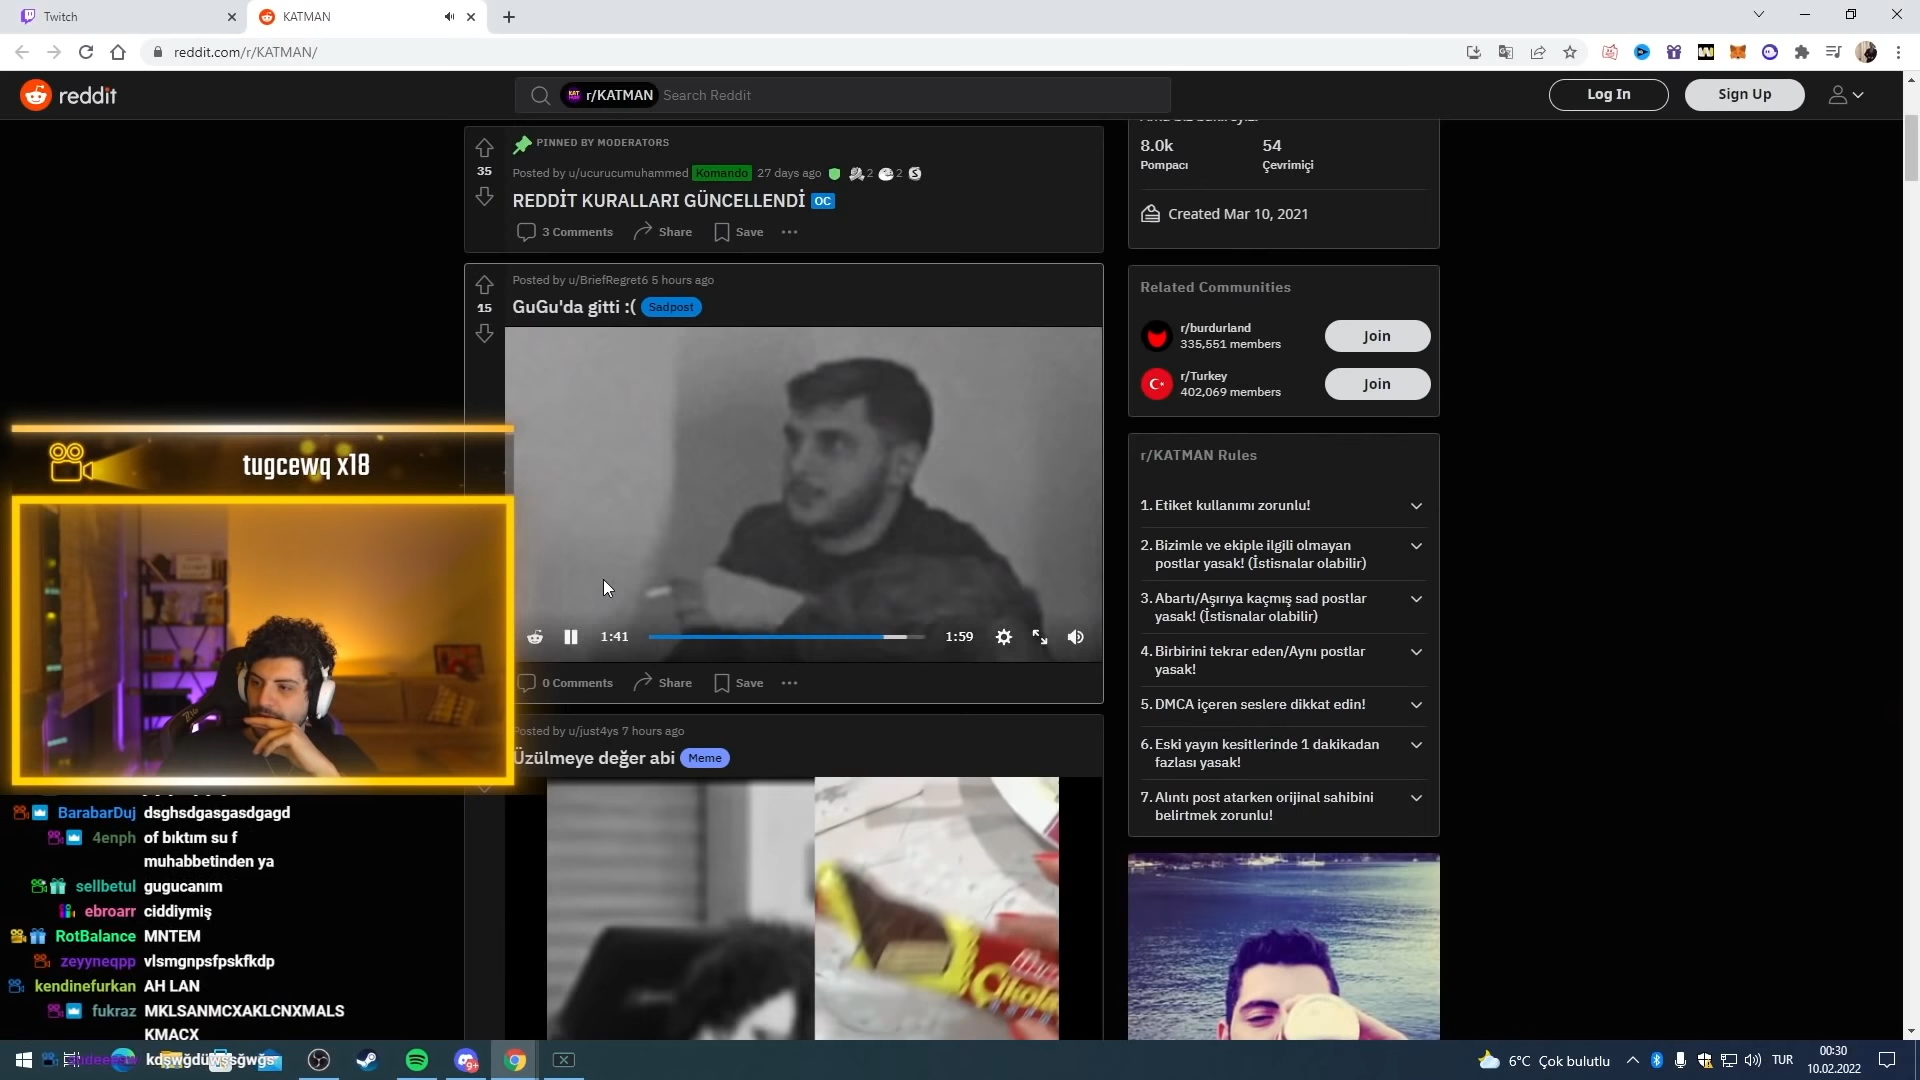 Twitch
KATMAN
reddit.com/r/KATMAN/
reddit
r/KATMAN Search Reddit
Log In
Sign Up
PINNED BY MODERATORS
35
Posted by u/ucurucumuhammed Komando 27 days ago 2 2 S
REDDİT KURALLARI GÜNCELLENDİ OC
3 Comments Share Save
Posted by u/BriefRegret6 5 hours ago
15
GuGu'da gitti :( Sadpost
1:41
1:59
0 Comments Share Save
Posted by u/just4ys 7 hours ago
Üzülmeye değer abi Meme
8.0k
54
Pompacı
Çevrimiçi
Created Mar 10, 2021
Related Communities
r/burdurland
335,551 members
Join
r/Turkey
402,069 members
Join
r/KATMAN Rules
1. Etiket kullanımı zorunlu!
2. Bizimle ve ekiple ilgili olmayan
postlar yasak! (İstisnalar olabilir)
3. Abartı/Aşırıya kaçmış sad postlar
yasak! (İstisnalar olabilir)
4. Birbirini tekrar eden/Aynı postlar
yasak!
5. DMCA içeren seslere dikkat edin!
6. Eski yayın kesitlerinde 1 dakikadan
fazlası yasak!
7. Alıntı post atarken orijinal sahibini
belirtmek zorunlu!
tugcewq x18
BarabarDuj dsghsdgasgasdgagd
4enph of bıktım su f
muhabbetinden ya
sellbetul gugucanım
ebroarr ciddiymiş
RotBalance MNTEM
zeyyneqpp vlsmgnpsfpskfkdp
kendinefurkan AH LAN
fukraz MKLSANMCXAKLCNXMALS
KMACX
6°C Çok bulutlu
TUR
00:30
10.02.2022